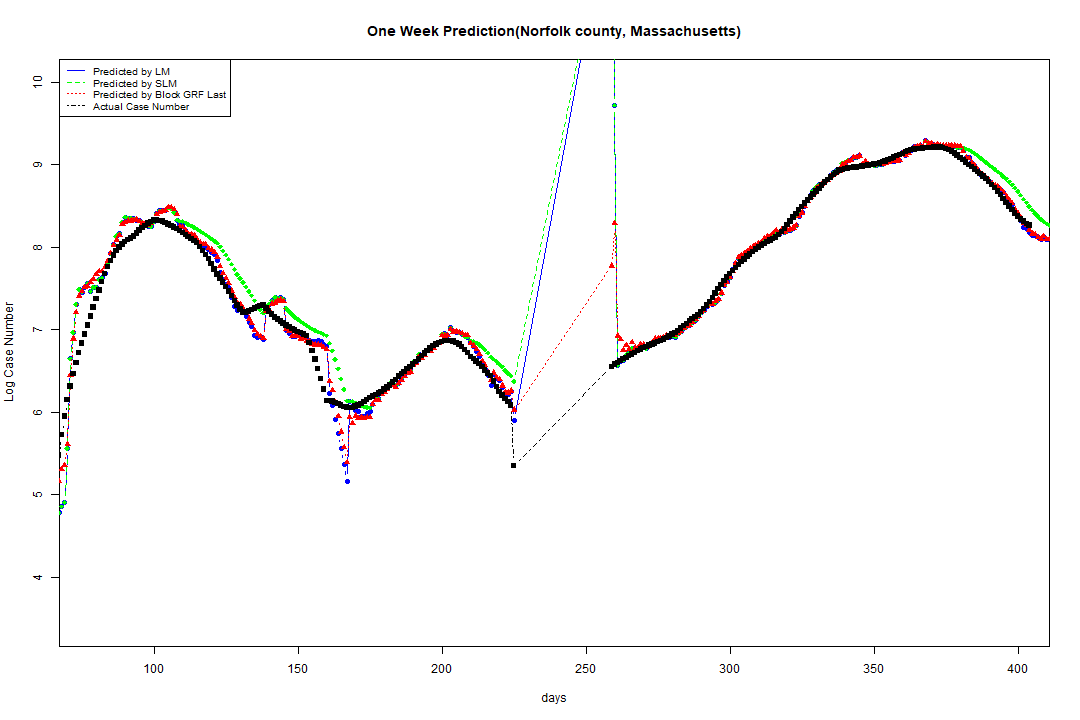 One Week Prediction(Norfolk county, Massachusetts)
Predicted by LM
Predicted by SLM
Predicted by Block GRF Last
Actual Case Number
10
9
8
7
6
5
4
Log Case Number
100 150 200 250 300 350 400
days